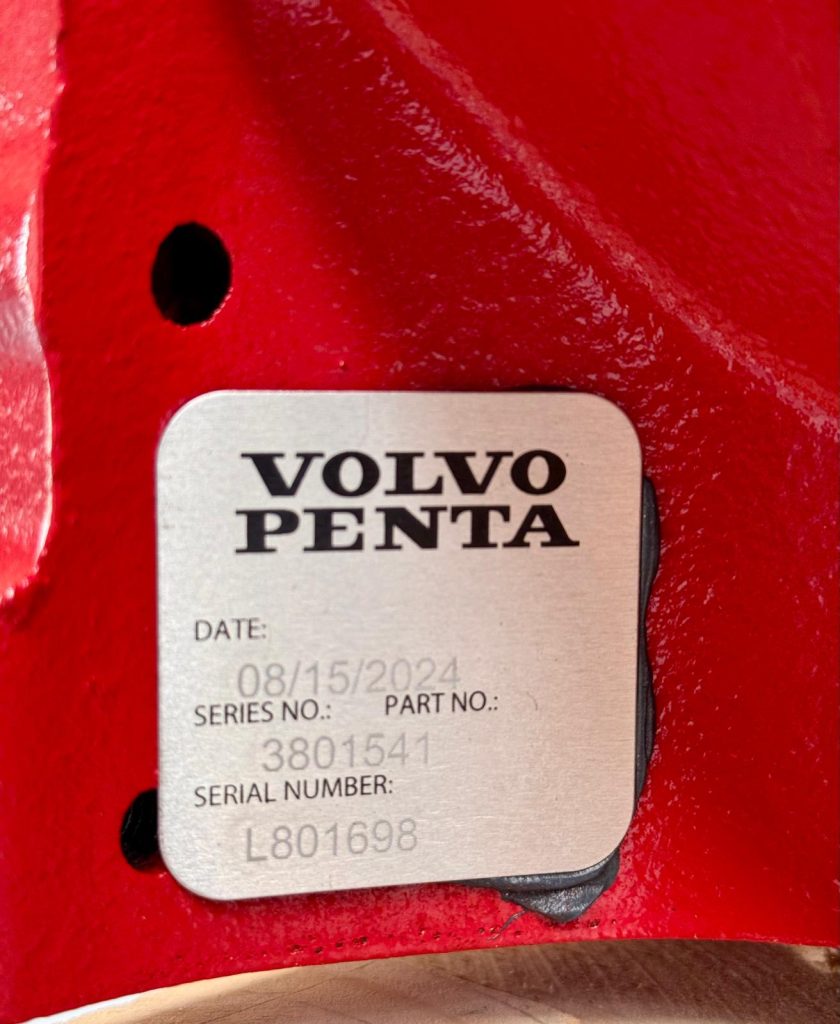 VOLVO
PENTA
DATE:
08/15/2024
SERIES NO.: PART NO.:
3801541
SERIAL NUMBER:
L801698